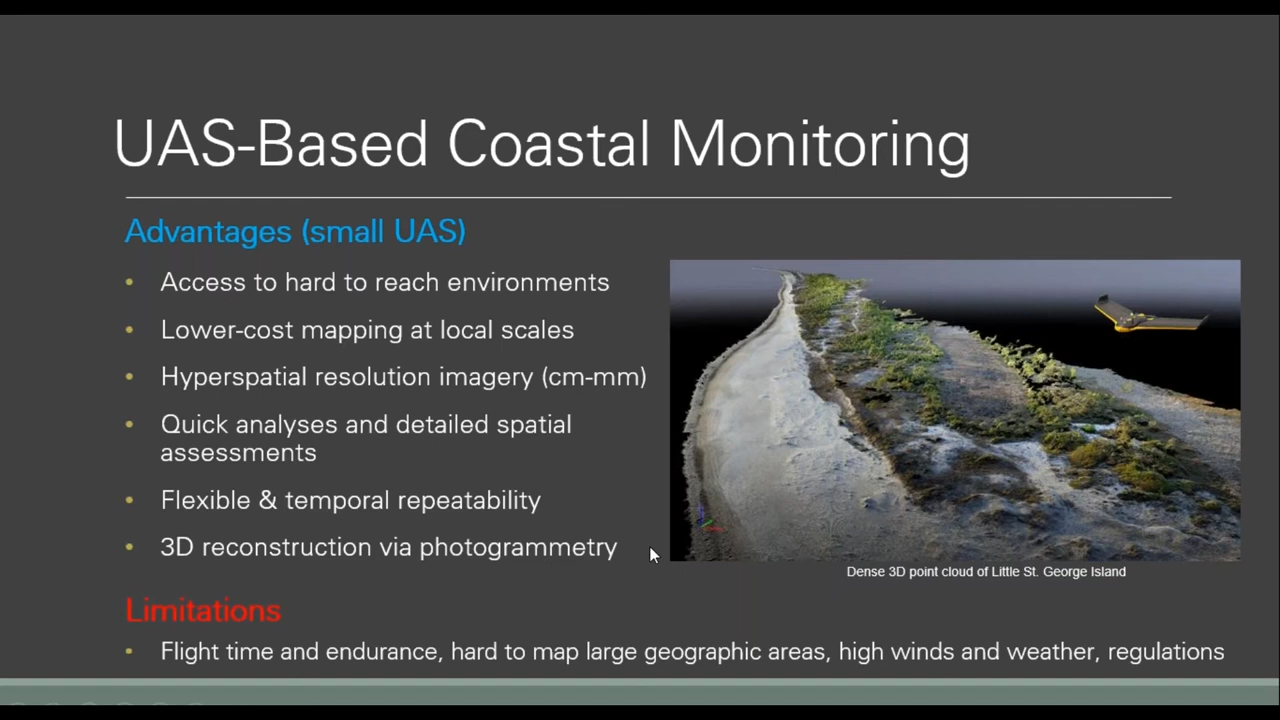 UAS-Based Coastal Monitoring
Advantages (small UAS)
• Access to hard to reach environments
• Lower-cost mapping at local scales
• Hyperspatial resolution imagery (cm-mm)
• Quick analyses and detailed spatial
assessments
• Flexible & temporal repeatability
• 3D reconstruction via photogrammetry
Dense 3D point cloud of Little St. George Island
Limitations
• Flight time and endurance, hard to map large geographic areas, high winds and weather, regulations